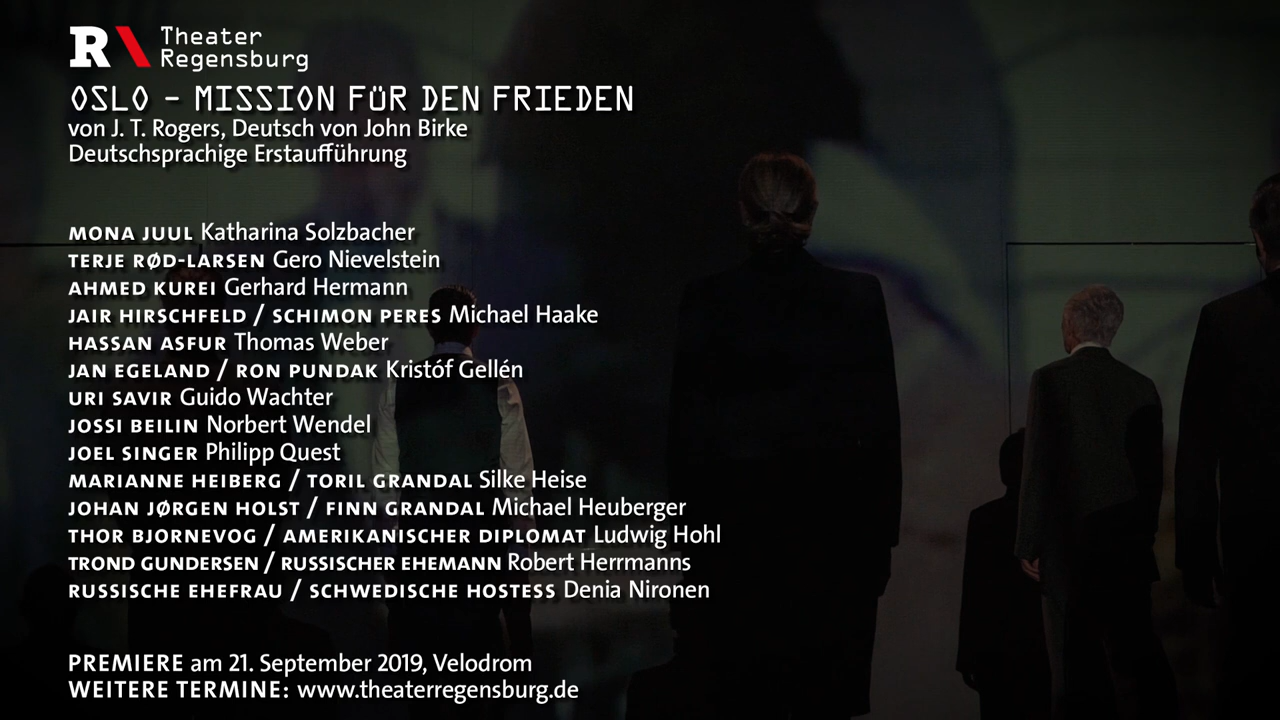 R\ Theater
Regensburg
OSLO – MISSION FÜR DEN FRIEDEN
von J. T. Rogers, Deutsch von John Birke
Deutschsprachige Erstaufführung
MONA JUUL Katharina Solzbacher
TERJE RØD-LARSEN Gero Nievelstein
AHMED KUREI Gerhard Hermann
JAIR HIRSCHFELD / SCHIMON PERES Michael Haake
HASSAN ASFUR Thomas Weber
JAN EGELAND / RON PUNDAK Kristóf Gellén
URI SAVIR Guido Wachter
JOSSI BEILIN Norbert Wendel
JOEL SINGER Philipp Quest
MARIANNE HEIBERG / TORIL GRANDAL Silke Heise
JOHAN JØRGEN HOLST / FINN GRANDAL Michael Heuberger
THOR BJORNEVOG / AMERIKANISCHER DIPLOMAT Ludwig Hohl
TROND GUNDERSEN / RUSSISCHER EHEMANN Robert Herrmanns
RUSSISCHE EHEFRAU / SCHWEDISCHE HOSTESS Denia Nironen
PREMIERE am 21. September 2019, Velodrom
WEITERE TERMINE: www.theaterregensburg.de